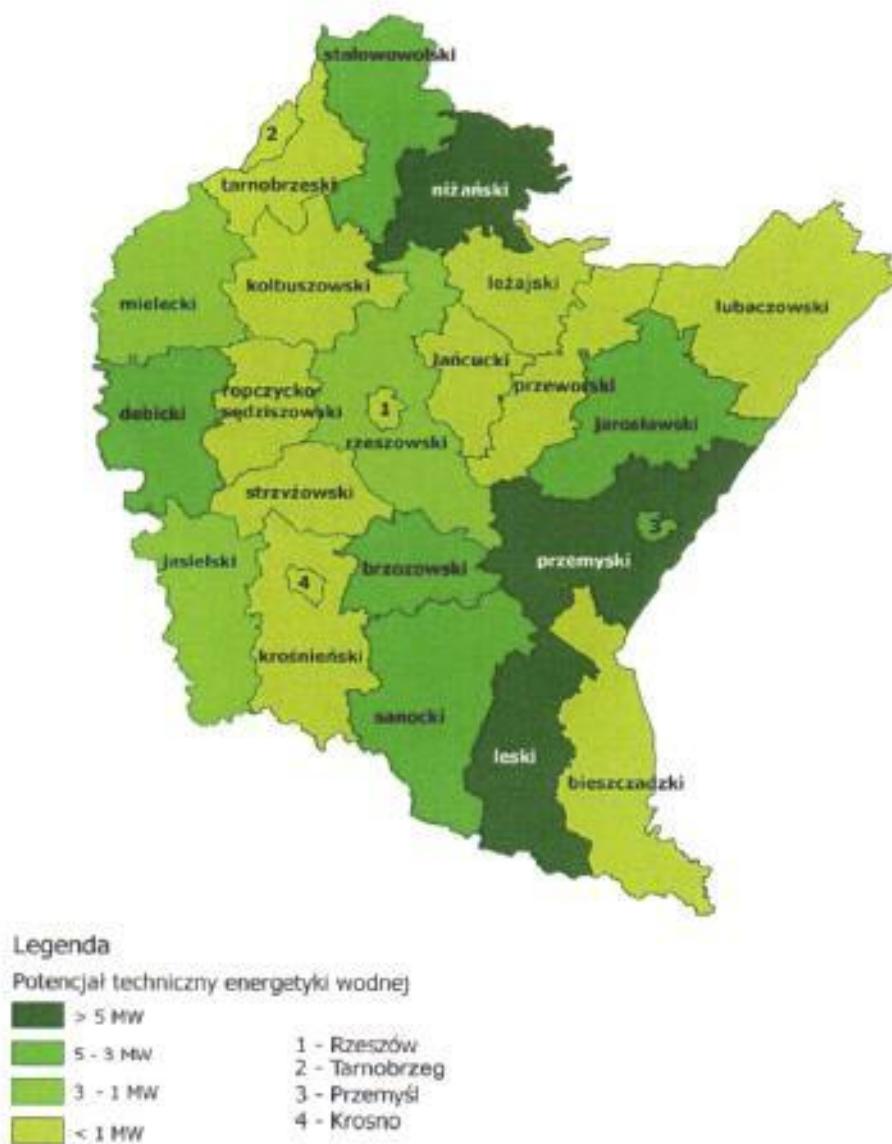 stalowowolski
2
tarnobrzeski
niżański
kolbuszowski
leżajski
mielecki
lubaczowski
łańcucki
ropczycko-
sędziszowski
1
przeworski
dębicki
jarosławski
rzeszowski
strzyżowski
3
jasielski
brzozowski
przemyski
4
krośnieński
sanocki
leski
bieszczadzki
Legenda
Potencjał techniczny energetyki wodnej
> 5 MW
5 - 3 MW
3 - 1 MW
< 1 MW
1 - Rzeszów
2 - Tarnobrzeg
3 - Przemyśl
4 - Krosno